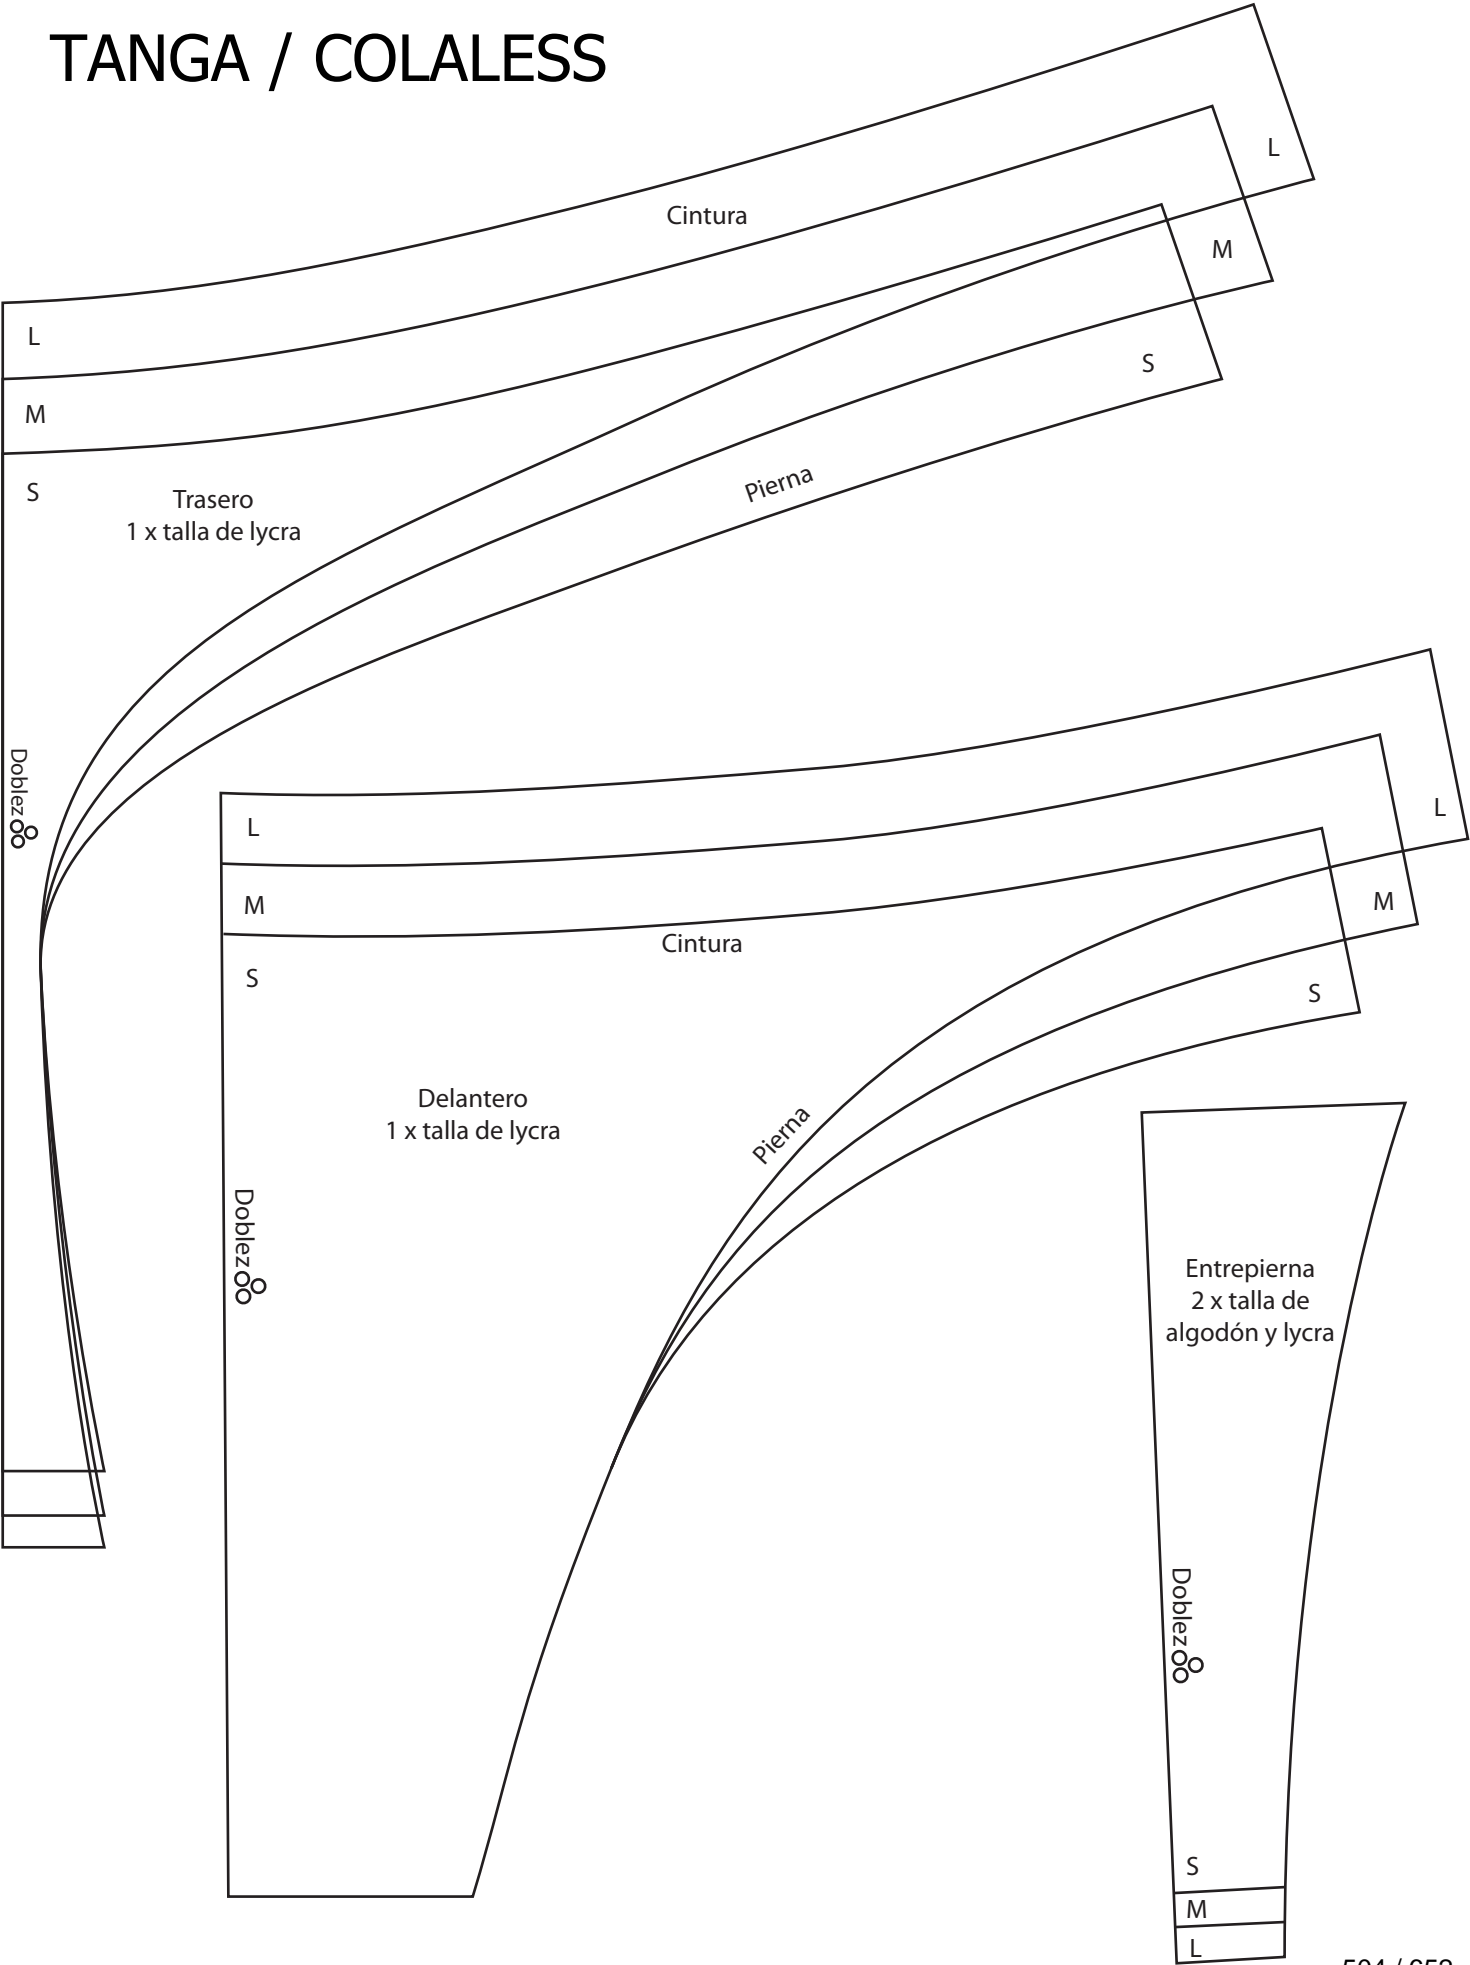 TANGA / COLALESS
L
Cintura
M
L
S
M
Pierna
S
Trasero
1 x talla de lycra
Doblez
L
L
M
M
Cintura
S
S
Delantero
1 x talla de lycra
Pierna
Doblez
Entrepierna
2 x talla de
algodón y lycra
Doblez
S
M
L